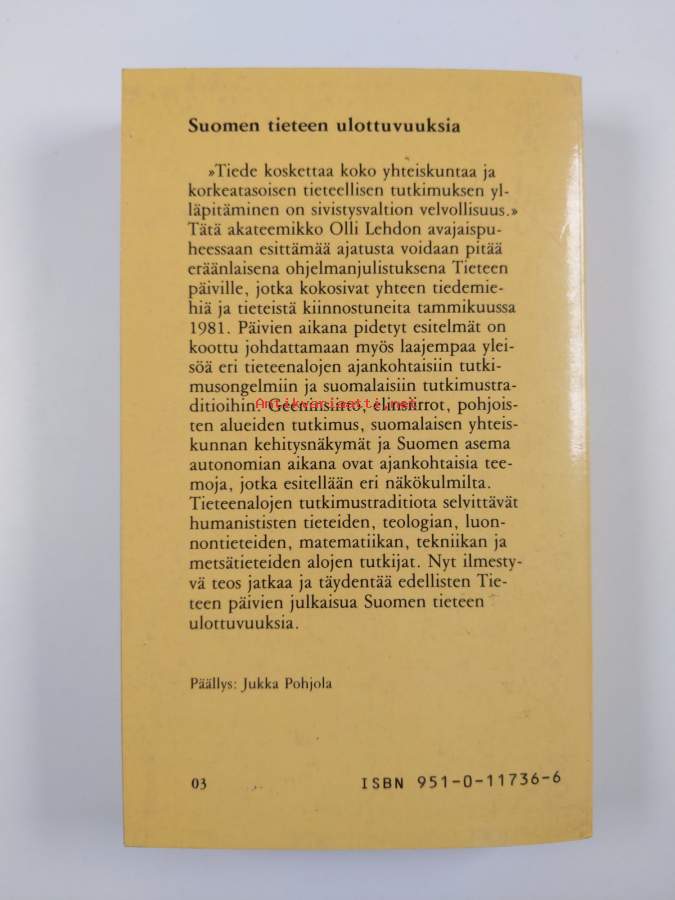 Suomen tieteen ulottuvuuksia
»Tiede koskettaa koko yhteiskuntaa ja
korkeatasoisen tieteellisen tutkimuksen yl-
läpitäminen on sivistysvaltion velvollisuus.»
Tätä akateemikko Olli Lehdon avajaispu-
heessaan esittämää ajatusta voidaan pitää
eräänlaisena ohjelmanjulistuksena Tieteen
päiville, jotka kokosivat yhteen tiedemie-
hiä ja tieteistä kiinnostuneita tammikuussa
1981. Päivien aikana pidetyt esitelmät on
koottu johdattamaan myös laajempaa ylei-
söä eri tieteenalojen ajankohtaisiin tutki-
musongelmiin ja suomalaisiin tutkimustra-
ditioihin. Geeninsiirto, elinsiirrot, pohjois-
Antikvariaatti.net
ten alueiden tutkimus, suomalaisen yhteis-
kunnan kehitysnäkymät ja Suomen asema
autonomian aikana ovat ajankohtaisia tee-
moja, jotka esitellään eri näkökulmilta.
Tieteenalojen tutkimustraditiota selvittävät
humanististen tieteiden, teologian, luon-
nontieteiden, matematiikan, tekniikan ja
metsätieteiden alojen tutkijat. Nyt ilmesty-
vä teos jatkaa ja täydentää edellisten Tie-
teen päivien julkaisua Suomen tieteen
ulottuvuuksia.
Päällys: Jukka Pohjola
03 ISBN 951-0-11736-6